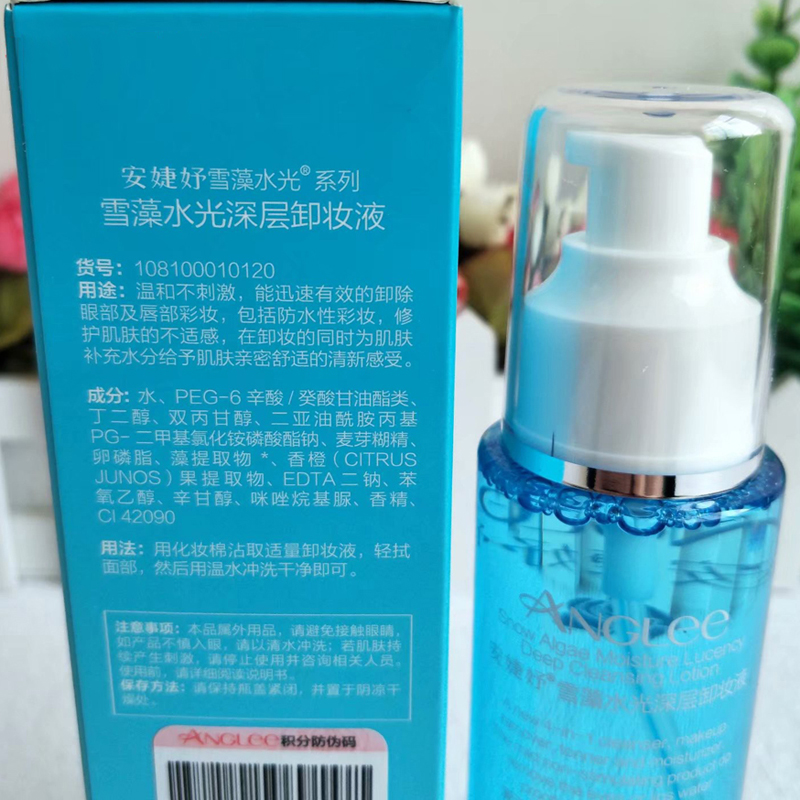 安婕妤雪藻水光®系列
雪藻水光深层卸妆液
货号：108100010120
用途：温和不刺激，能迅速有效的卸除
眼部及唇部彩妆，包括防水性彩妆，修
护肌肤的不适感，在卸妆的同时为肌肤
补充水分给予肌肤亲密舒适的清新感受。
成分：水、PEG-6 辛酸/癸酸甘油酯类、
丁二醇、双丙甘醇、二亚油酰胺丙基
PG-二甲基氯化铵磷酸酯钠、麦芽糊精、
卵磷脂、藻提取物*、香橙（CITRUS
JUNOS）果提取物、EDTA 二钠、苯
氧乙醇、辛甘醇、咪唑烷基脲、香精、
CI 42090
用法：用化妆棉沾取适量卸妆液，轻拭
面部，然后用温水冲洗干净即可。
注意事项：本品属外用品，请避免接触眼睛，
如产品不慎入眼，请以清水冲洗；若肌肤持
续产生刺激，请停止使用并咨询相关人员。
使用前，请详细阅读说明书。
保存方法：请保持瓶盖紧闭，并置于阴凉干
燥处。
ANGLEE积分防伪码
ANGLEE
Snow Algae Moisture Lucency
Deep Cleansing Lotion
安婕妤®雪藻水光深层卸妆液
A new 4-in-1 cleanser, makeup
moisturizer
product